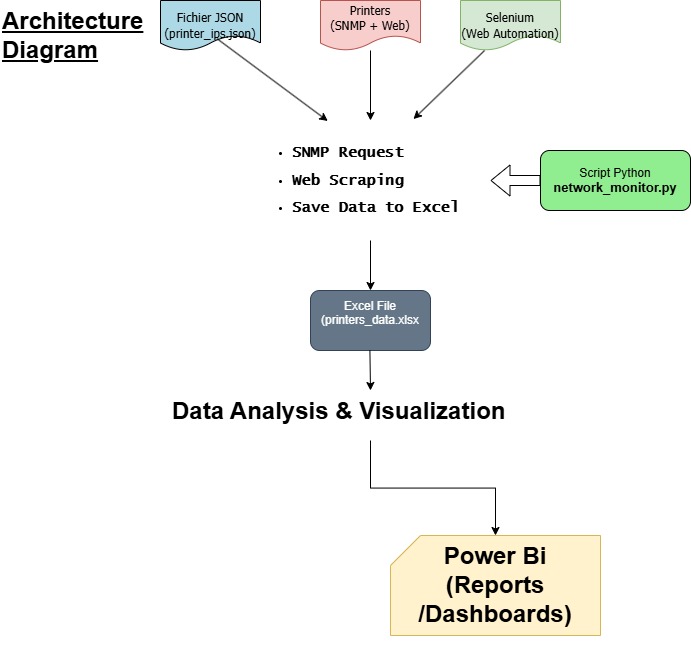 Architecture
Diagram
Fichier JSON
(printer_ips.json)
Printers
(SNMP + Web)
Selenium
(Web Automation)
• SNMP Request
• Web Scraping
• Save Data to Excel
Script Python
network_monitor.py
Excel File
(printers_data.xlsx
Data Analysis & Visualization
Power Bi
(Reports
/Dashboards)